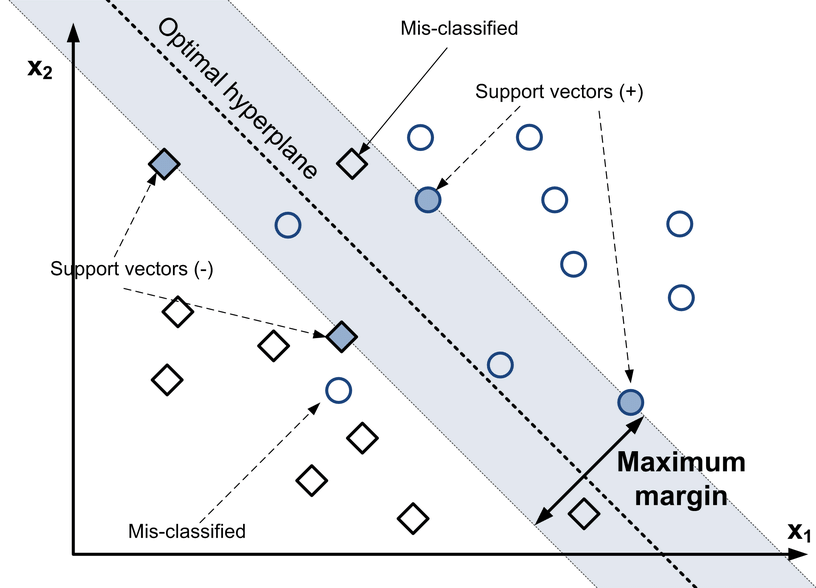 Mis-classified
Optimal hyperplane
x₂
Support vectors (+)
Support vectors (-)
Maximum
margin
Mis-classified
x₁